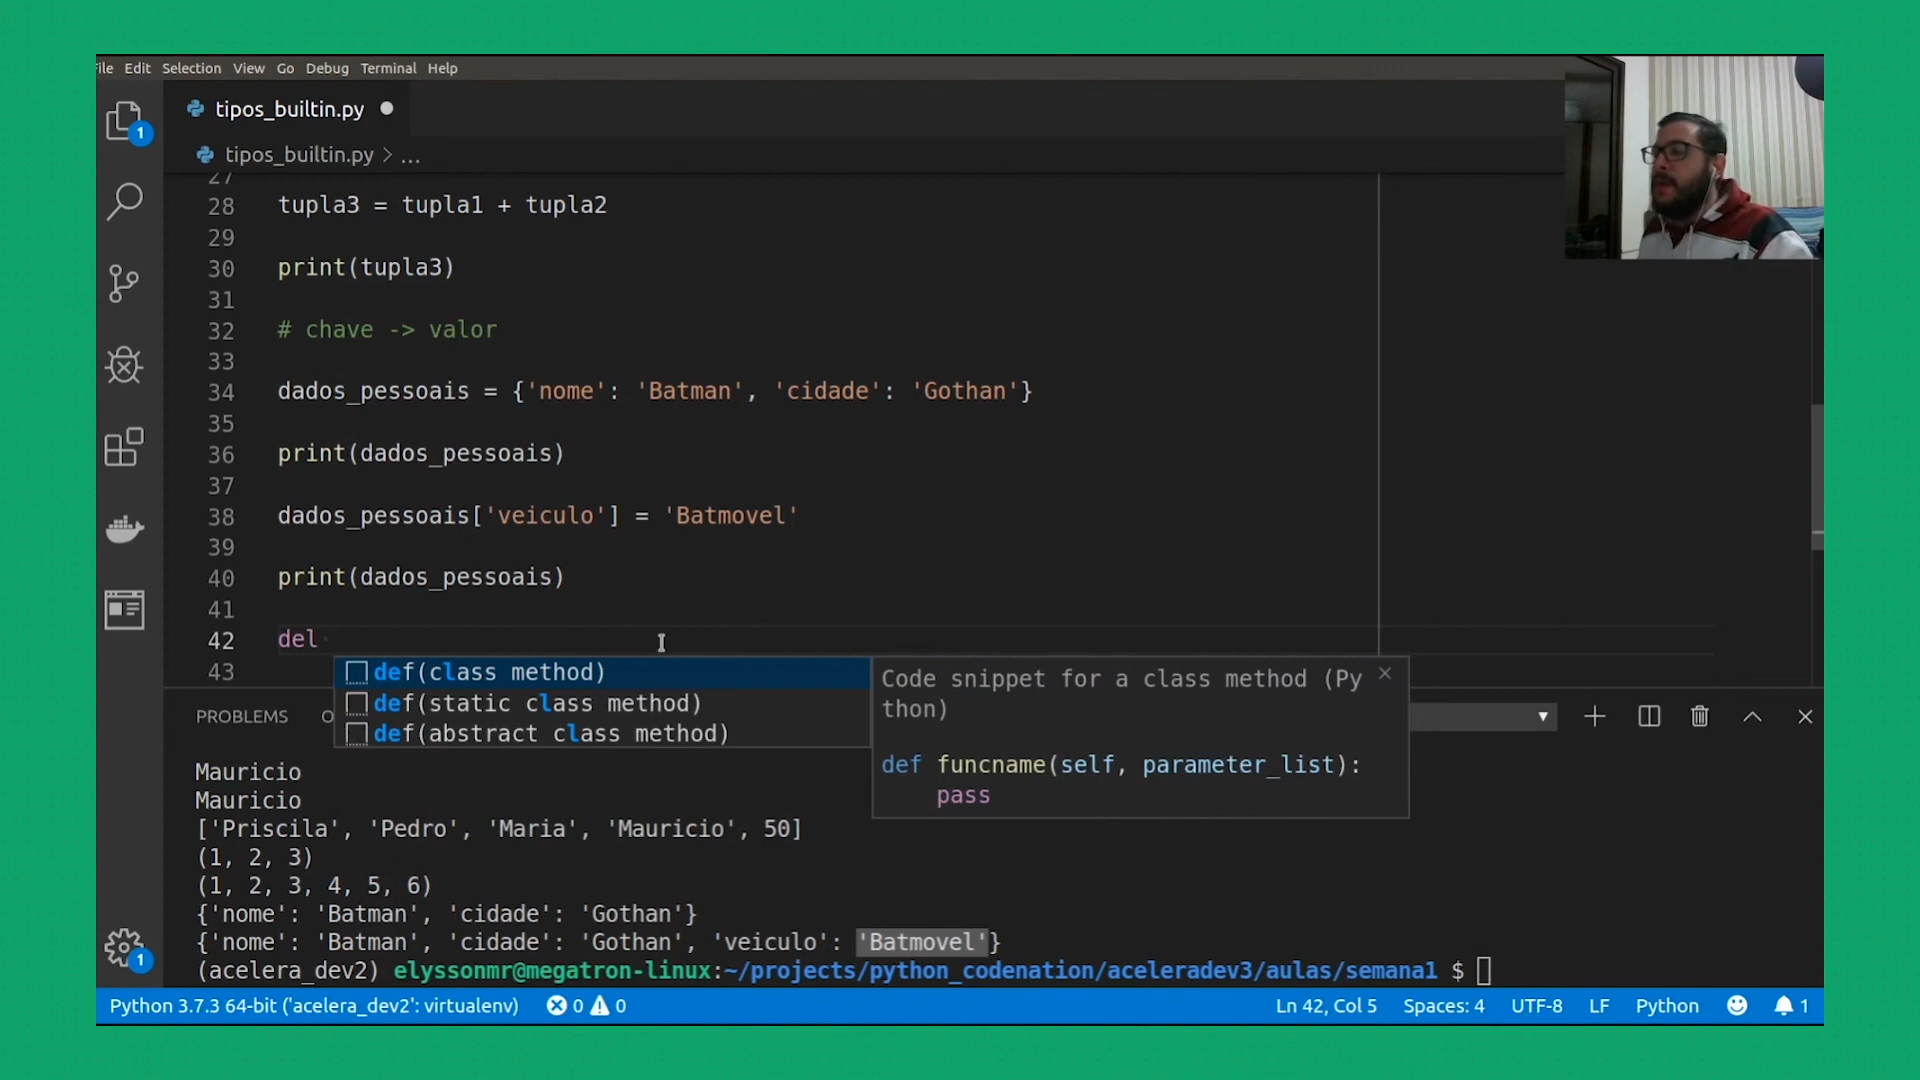 ile Edit Selection View Go Debug Terminal Help
1
tipos_builtin.py
tipos_builtin.py > ...
27
28 tupla3 = tupla1 + tupla2
29
30 print(tupla3)
31
32 # chave -> valor
33
34 dados_pessoais = {'nome': 'Batman', 'cidade': 'Gothan'}
35
36 print(dados_pessoais)
37
38 dados_pessoais['veiculo'] = 'Batmovel'
39
40 print(dados_pessoais)
41
42 del
43
def(class method)
def(static class method)
def(abstract class method)
Code snippet for a class method (Py
thon)
def funcname(self, parameter_list):
pass
PROBLEMS O
Mauricio
Mauricio
['Priscila', 'Pedro', 'Maria', 'Mauricio', 50]
(1, 2, 3)
(1, 2, 3, 4, 5, 6)
{'nome': 'Batman', 'cidade': 'Gothan'}
{'nome': 'Batman', 'cidade': 'Gothan', 'veiculo': 'Batmovel'}
(acelera_dev2) elyssonmr@megatron-linux:~/projects/python_codenation/aceleradev3/aulas/semana1 $
1
Python 3.7.3 64-bit ('acelera_dev2': virtualenv) 0 0 Ln 42, Col 5 Spaces: 4 UTF-8 LF Python 1